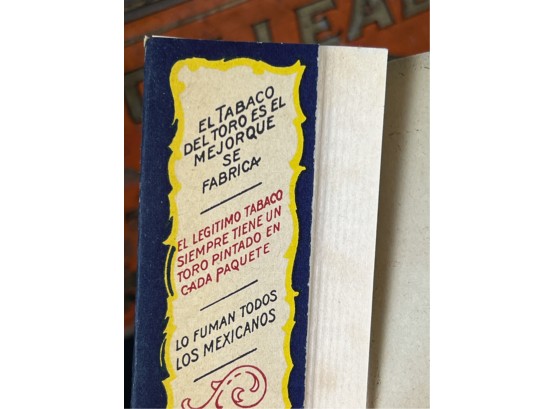 LEAD
EL TABACO
DEL TORO ES EL
MEJOR QUE
SE
FABRICA
EL LEGITIMO TABACO
SIEMPRE TIENE UN
TORO PINTADO EN
CADA PAQUETE
LO FUMAN TODOS
LOS MEXICANOS